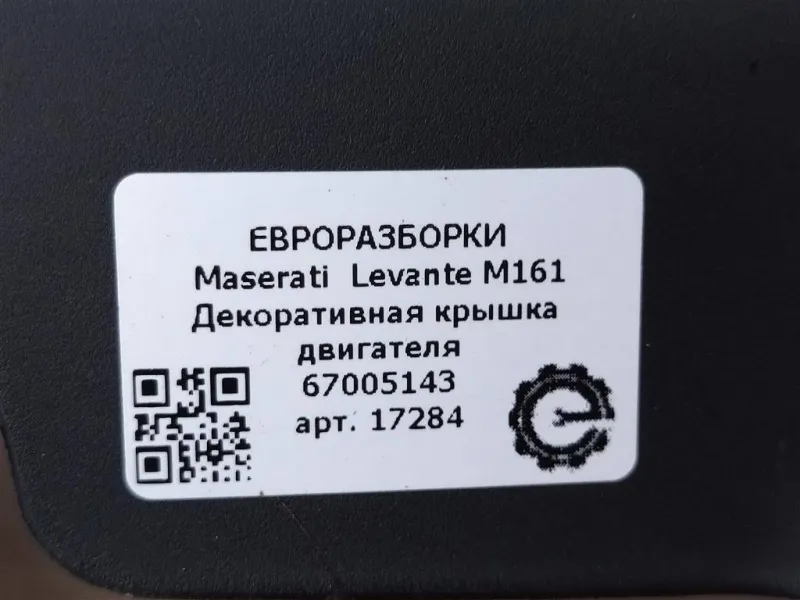 ЕВРОРАЗБОРКИ
Maserati Levante M161
Декоративная крышка
двигателя
67005143
арт. 17284